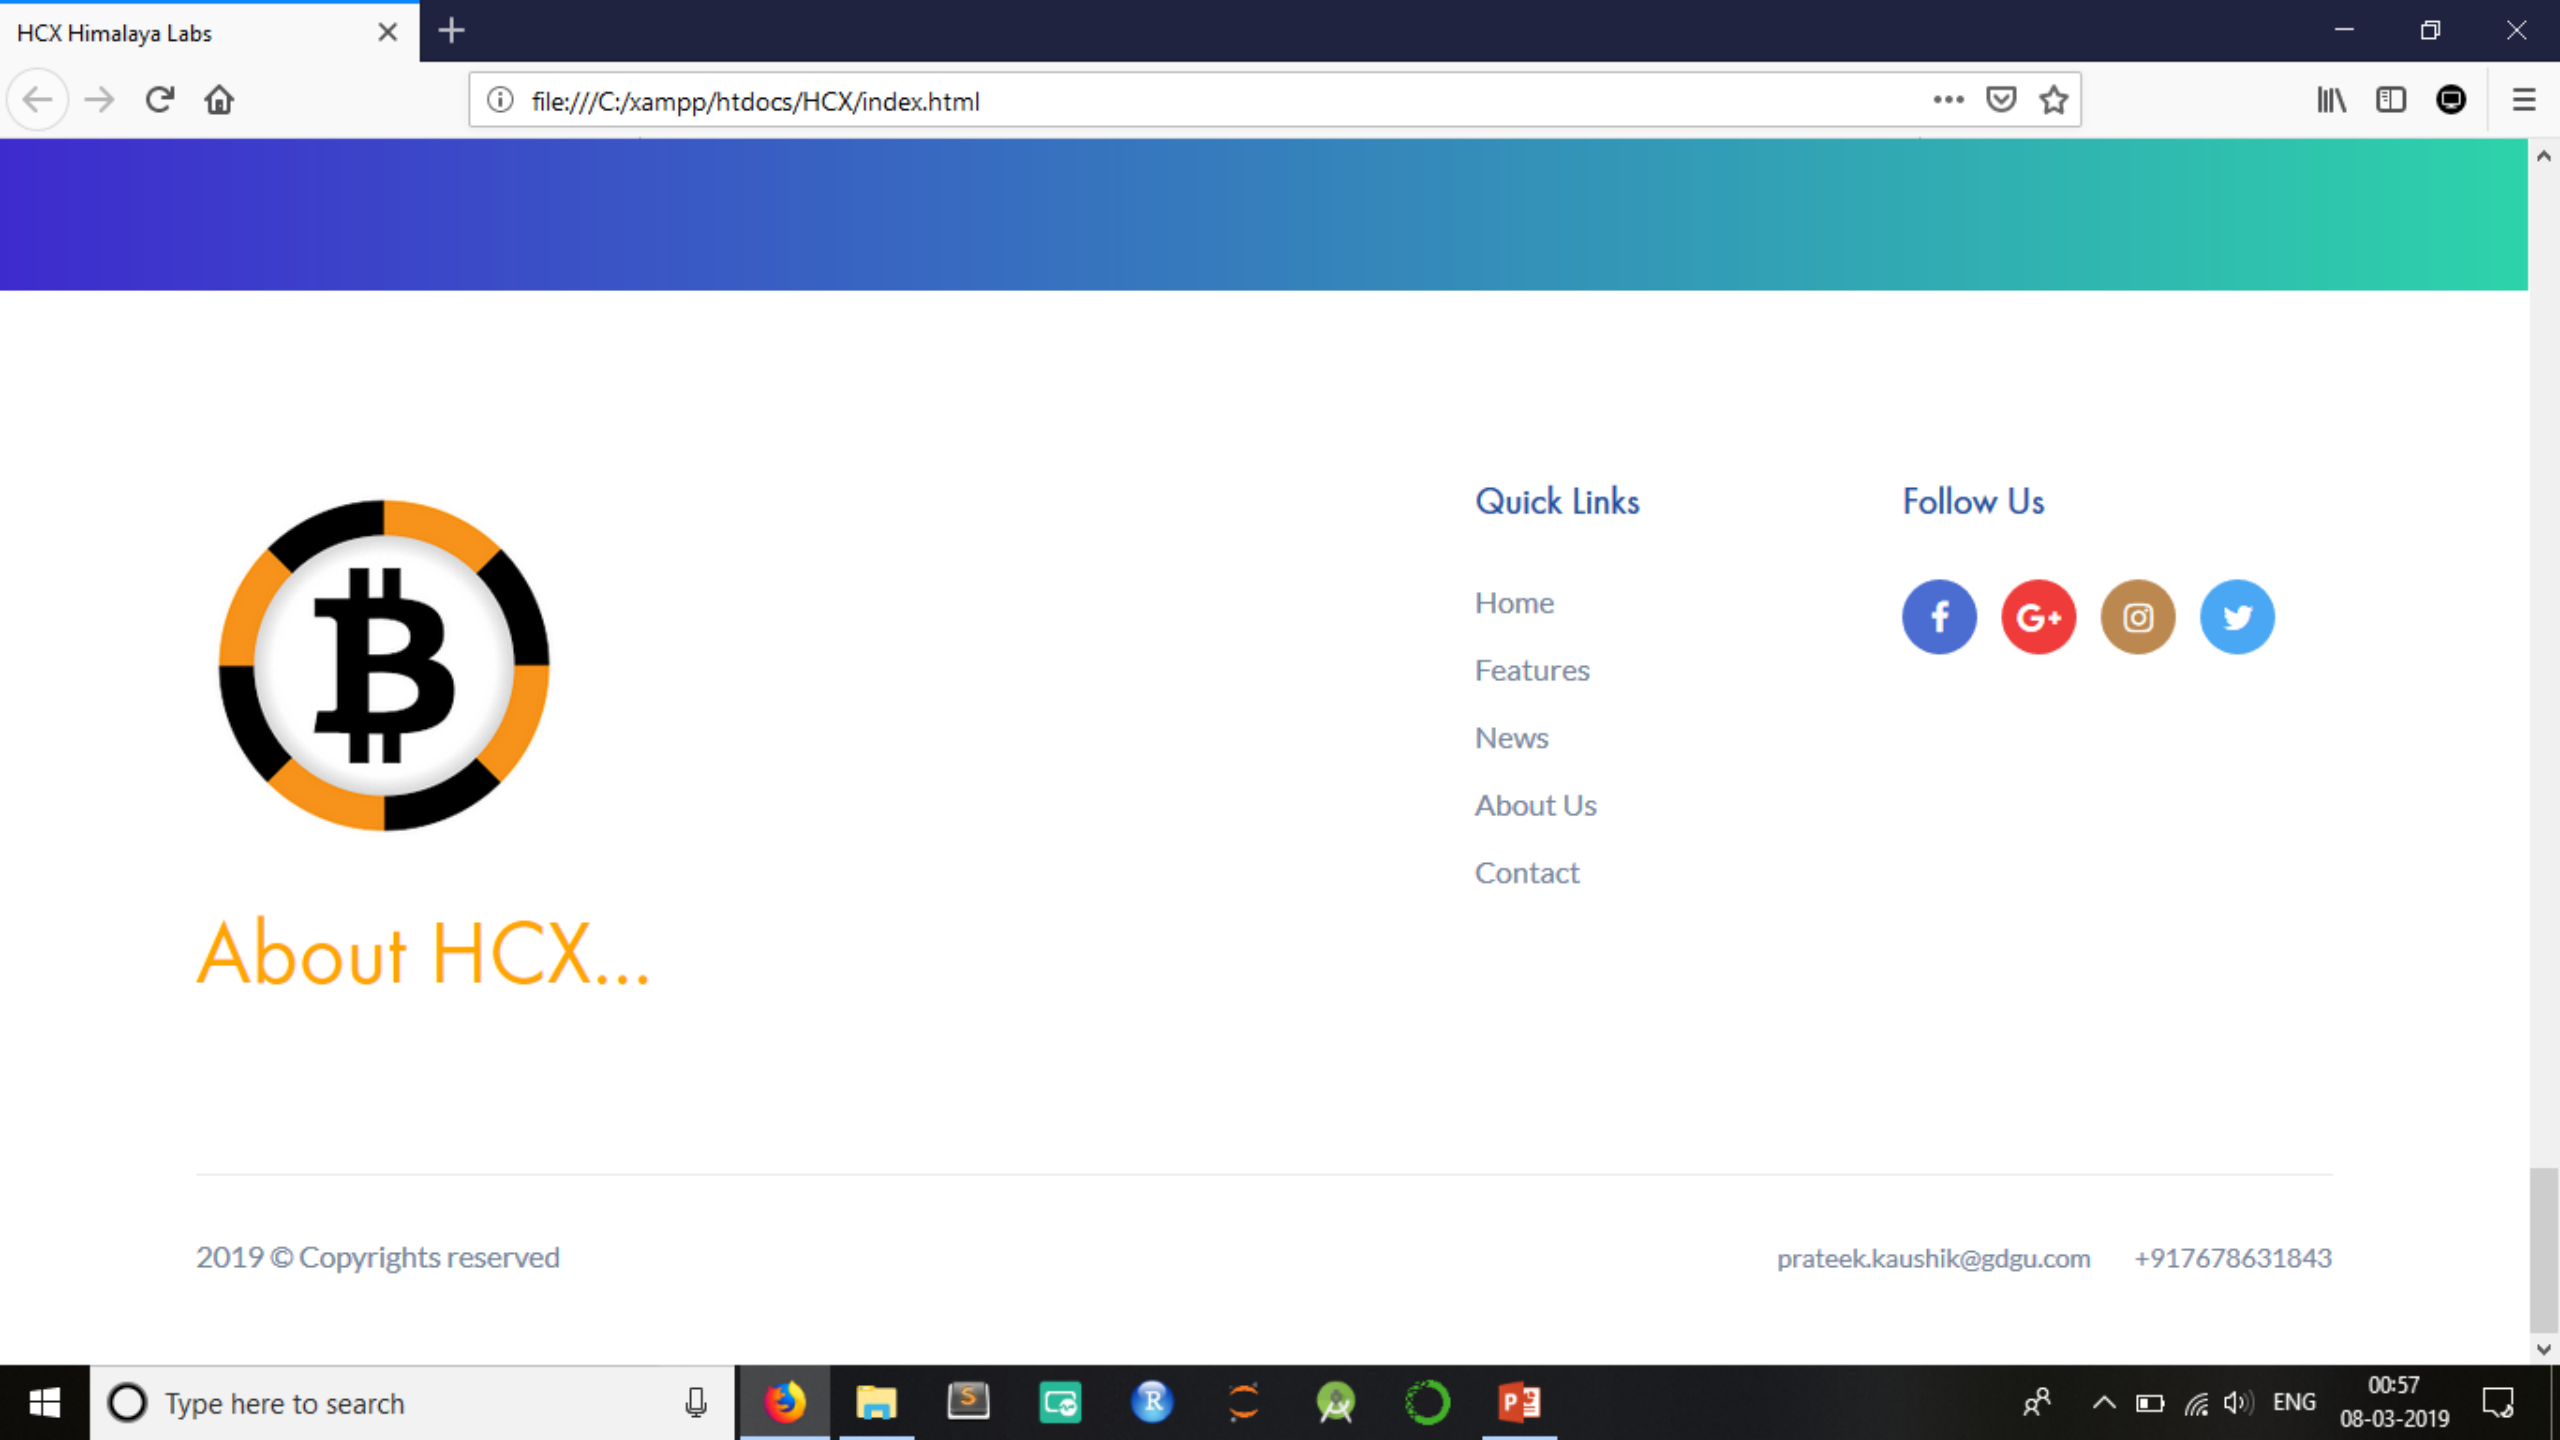 HCX Himalaya Labs
file:///C:/xampp/htdocs/HCX/index.html
Quick Links
Home
Features
News
About Us
Contact
Follow Us
About HCX...
2019 © Copyrights reserved
prateek.kaushik@gdgu.com
+917678631843
Type here to search
ENG
00:57
08-03-2019